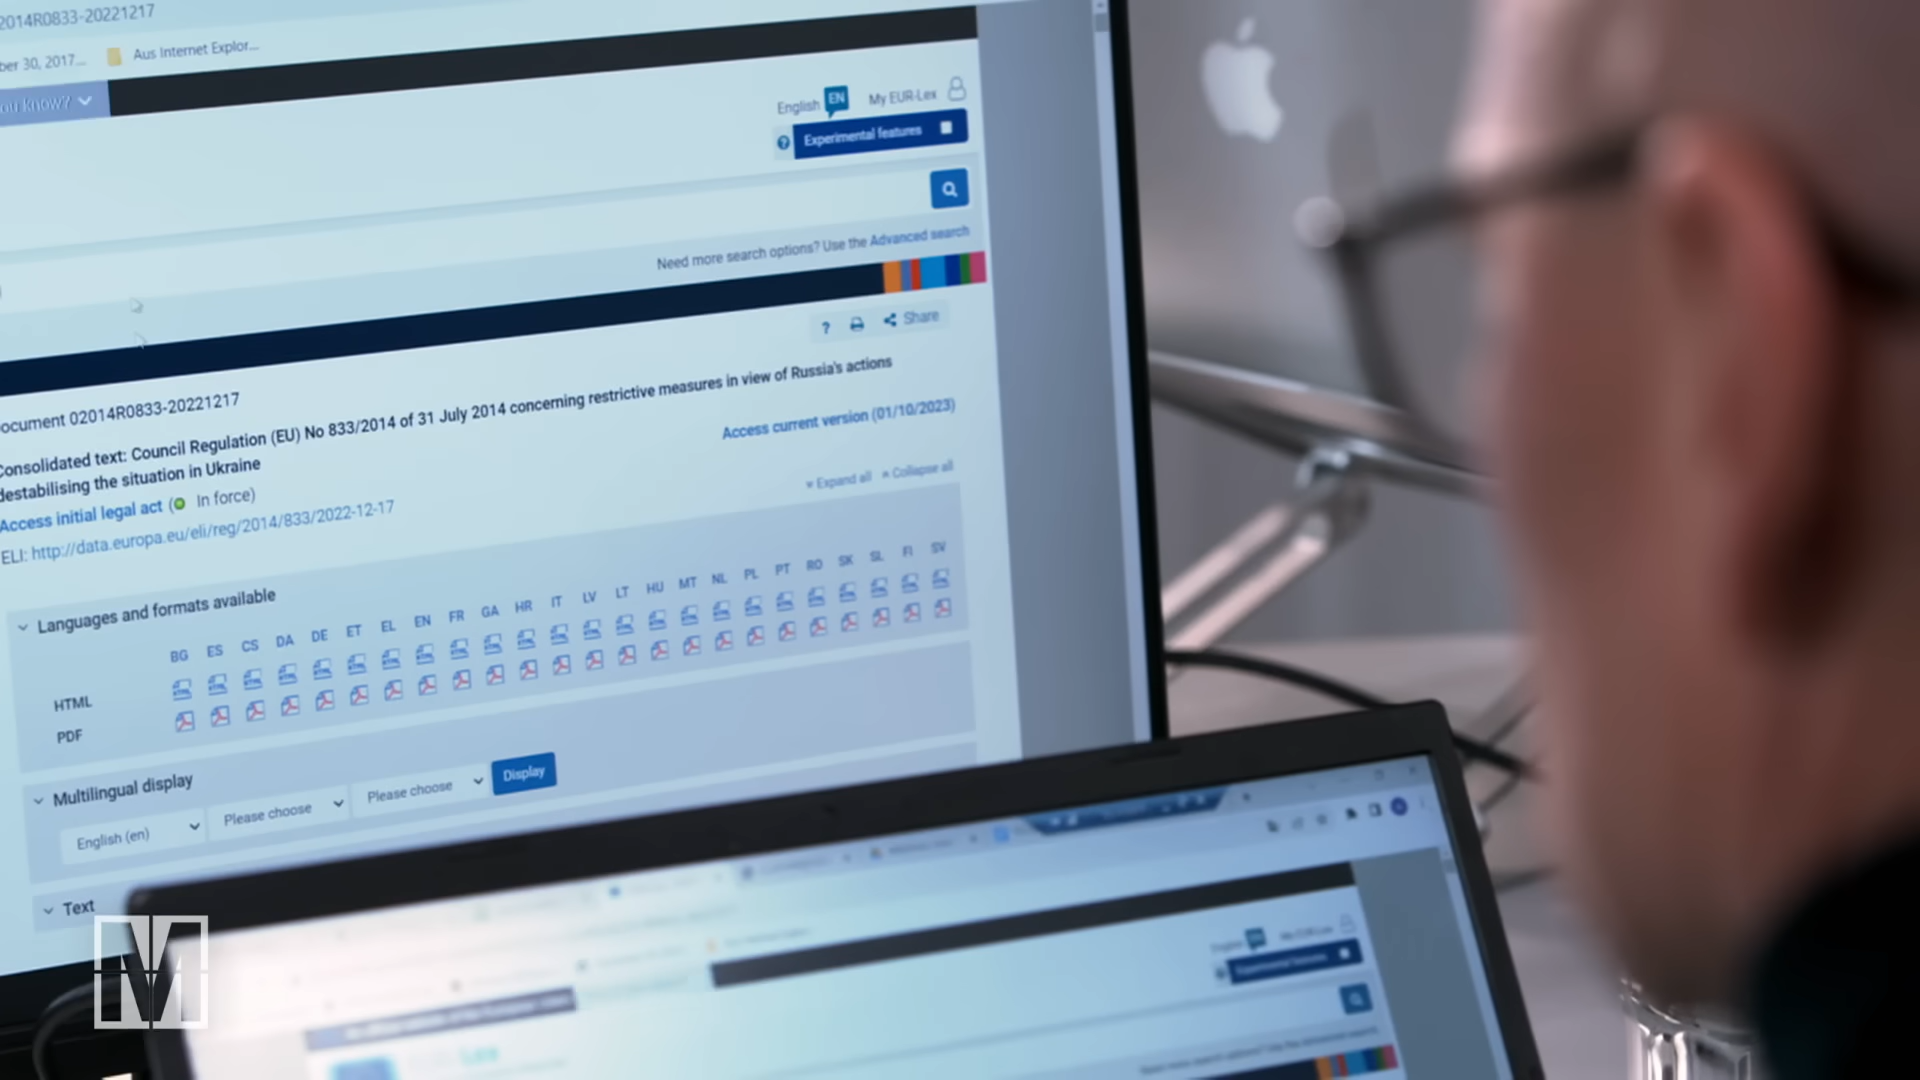 2014R0833-20221217
ber 30, 2017...
Aus Internet Explor...
ou know?
English EN
My EUR-Lex
Experimental features
Need more search options? Use the Advanced search
? Share
ocument 02014R0833-20221217
Consolidated text: Council Regulation (EU) No 833/2014 of 31 July 2014 concerning restrictive measures in view of Russia's actions
destabilising the situation in Ukraine
Access current version (01/10/2023)
Access initial legal act (In force)
ELI: http://data.europa.eu/eli/reg/2014/833/2022-12-17
Expand all Collapse all
Languages and formats available
BG ES CS DA DE ET EL EN FR GA HR IT LV LT HU MT NL PL PT RO SK SL FI SV
HTML
PDF
Multilingual display
English (en) Please choose Please choose Display
Text
M